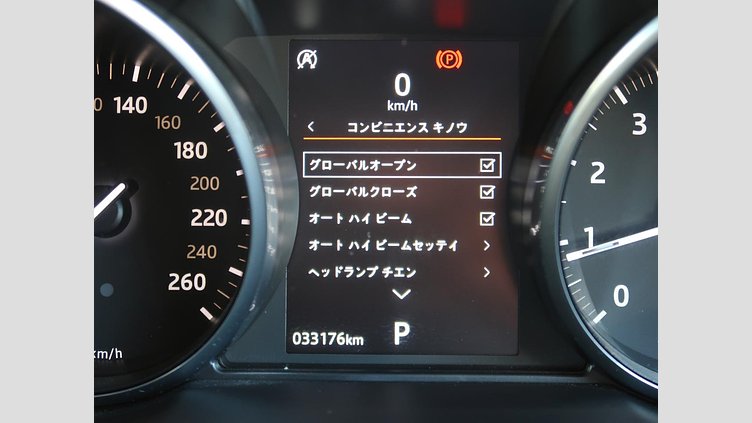 0
km/h
コンビニエンス キノウ
グローバルオープン
グローバルクローズ
オート ハイ ビーム
オート ハイ ビームセッテイ
ヘッドランプ チエン
033176km
P
140
160
180
200
220
240
260
km/h
3
2
1
0
A
P